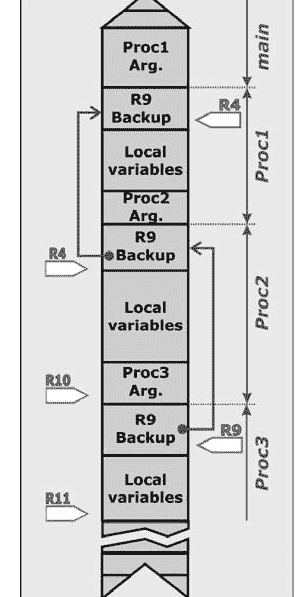 Proc1
Arg.
main
R9
Backup
R4
Local
variables
Proc1
Proc2
Arg.
R9
Backup
R4
Local
variables
Proc2
R10
Proc3
Arg.
R9
Backup
R9
Proc3
Local
variables
R11